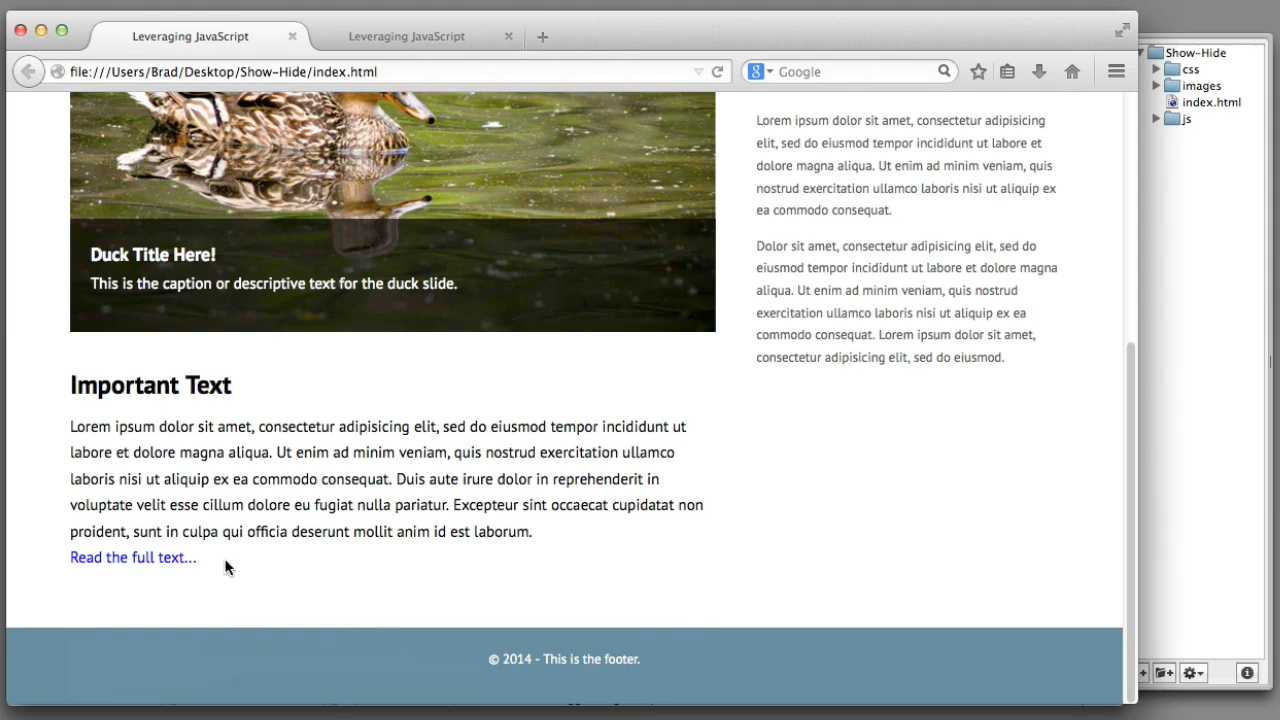 Leveraging JavaScript
Leveraging JavaScript
file:///Users/Brad/Desktop/Show-Hide/index.html
Google
Show-Hide
css
images
index.html
js
Duck Title Here!
This is the caption or descriptive text for the duck slide.
Important Text
Lorem ipsum dolor sit amet, consectetur adipisicing elit, sed do eiusmod tempor incididunt ut
labore et dolore magna aliqua. Ut enim ad minim veniam, quis nostrud exercitation ullamco
laboris nisi ut aliquip ex ea commodo consequat. Duis aute irure dolor in reprehenderit in
voluptate velit esse cillum dolore eu fugiat nulla pariatur. Excepteur sint occaecat cupidatat non
proident, sunt in culpa qui officia deserunt mollit anim id est laborum.
Read the full text...
Lorem ipsum dolor sit amet, consectetur adipisicing
elit, sed do eiusmod tempor incididunt ut labore et
dolore magna aliqua. Ut enim ad minim veniam, quis
nostrud exercitation ullamco laboris nisi ut aliquip ex
ea commodo consequat.
Dolor sit amet, consectetur adipisicing elit, sed do
eiusmod tempor incididunt ut labore et dolore magna
aliqua. Ut enim ad minim veniam, quis nostrud
exercitation ullamco laboris nisi ut aliquip ex ea
commodo consequat. Lorem ipsum dolor sit amet,
consectetur adipisicing elit, sed do eiusmod.
© 2014 - This is the footer.